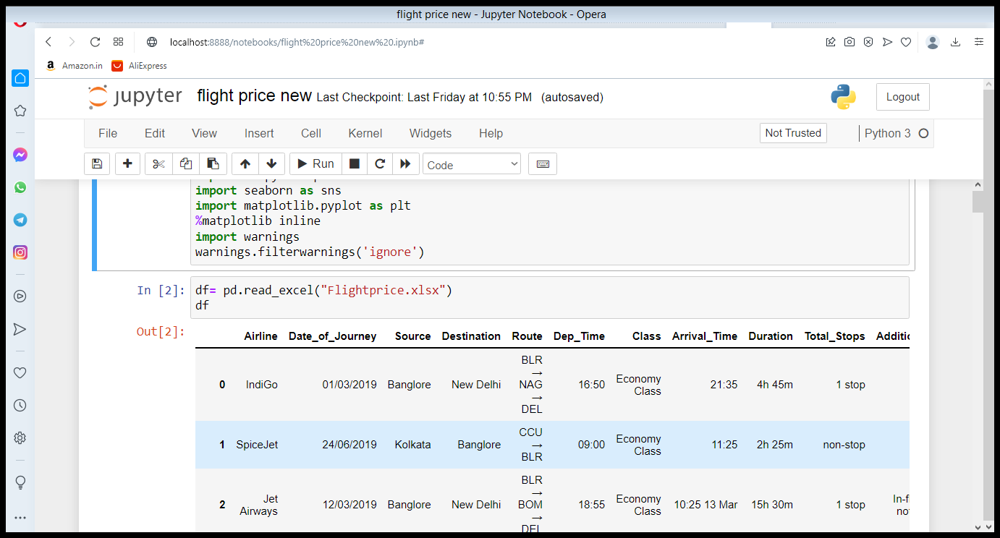 flight price new - Jupyter Notebook - Opera
localhost:8888/notebooks/flight%20price%20new%20.ipynb#
a Amazon.in AliExpress
jupyter flight price new Last Checkpoint: Last Friday at 10:55 PM (autosaved) Logout
File Edit View Insert Cell Kernel Widgets Help Not Trusted Python 3
Run Code
import seaborn as sns
import matplotlib.pyplot as plt
%matplotlib inline
import warnings
warnings.filterwarnings('ignore')
In [2]: df= pd.read_excel("Flightprice.xlsx")
df
Out[2]:
Airline Date_of_Journey Source Destination Route Dep_Time Class Arrival_Time Duration Total_Stops
0 IndiGo 01/03/2019 Banglore New Delhi BLR → NAG → DEL 16:50 Economy Class 21:35 4h 45m 1 stop
1 SpiceJet 24/06/2019 Kolkata Banglore CCU → BLR 09:00 Economy Class 11:25 2h 25m non-stop
2 Jet Airways 12/03/2019 Banglore New Delhi BLR → BOM → DEL 18:55 Economy Class 10:25 13 Mar 15h 30m 1 stop